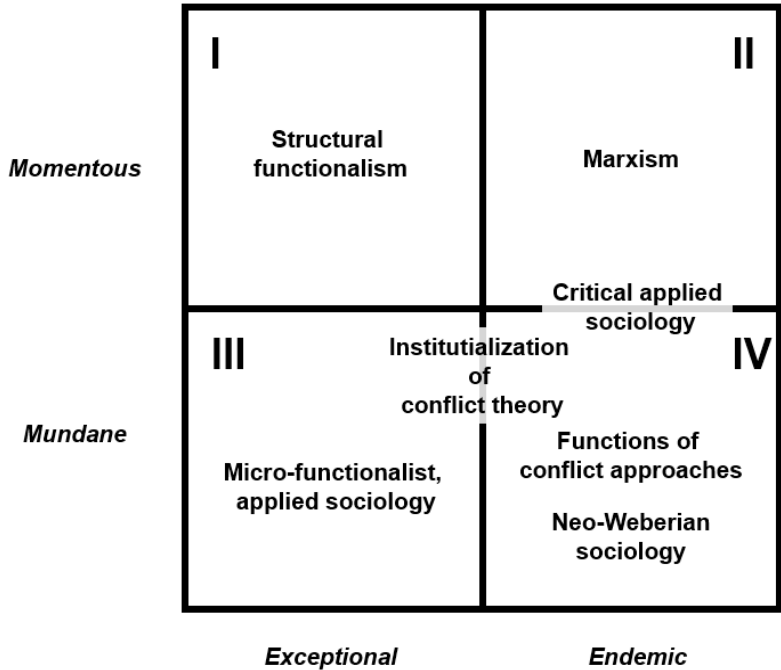 I
II
Structural
functionalism
Marxism
Momentous
Critical applied
sociology
III
Institutialization
of
conflict theory
IV
Mundane
Functions of
conflict approaches
Micro-functionalist,
applied sociology
Neo-Weberian
sociology
Exceptional
Endemic